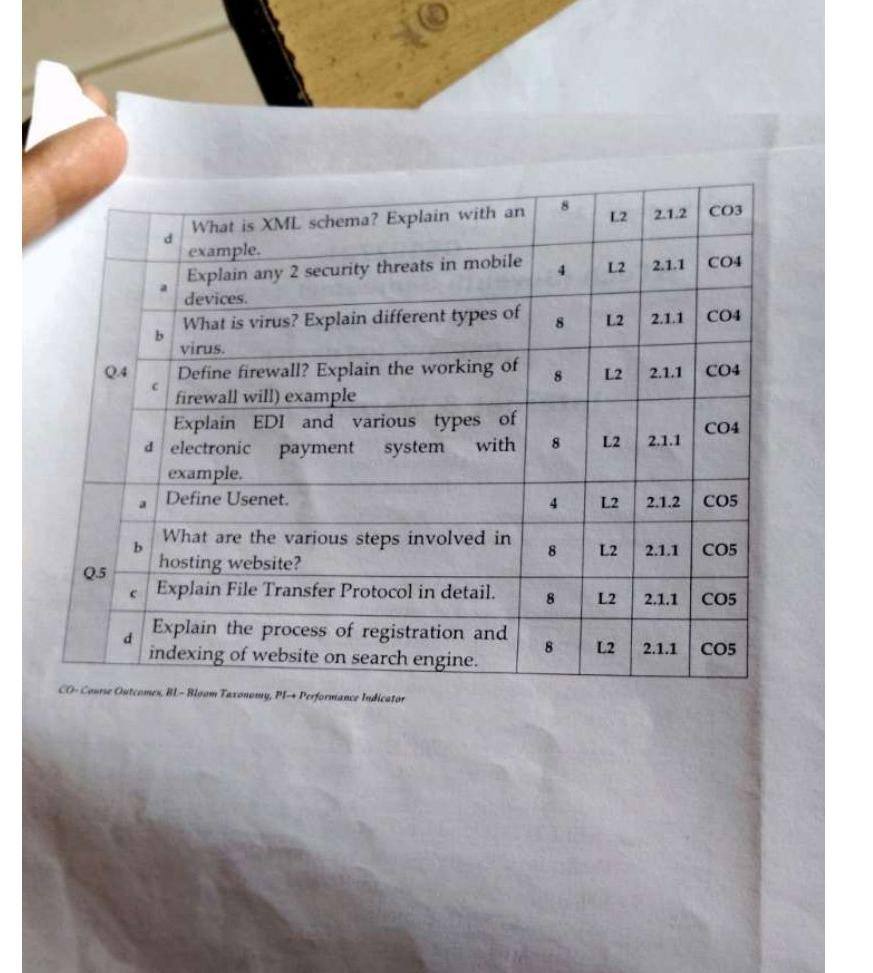 d What is XML schema? Explain with an 8 L2 2.1.2 CO3
example.
a Explain any 2 security threats in mobile 4 L2 2.1.1 CO4
devices.
b What is virus? Explain different types of 8 L2 2.1.1 CO4
virus.
Q.4 c Define firewall? Explain the working of 8 L2 2.1.1 CO4
firewall will) example
Explain EDI and various types of CO4
d electronic payment system with 8 L2 2.1.1
example.
a Define Usenet. 4 L2 2.1.2 CO5
b What are the various steps involved in 8 L2 2.1.1 CO5
hosting website?
Q.5
c Explain File Transfer Protocol in detail. 8 L2 2.1.1 CO5
d Explain the process of registration and 8 L2 2.1.1 CO5
indexing of website on search engine.
CO- Course Outcomes, BL- Bloom Taxonomy, PI→ Performance Indicator